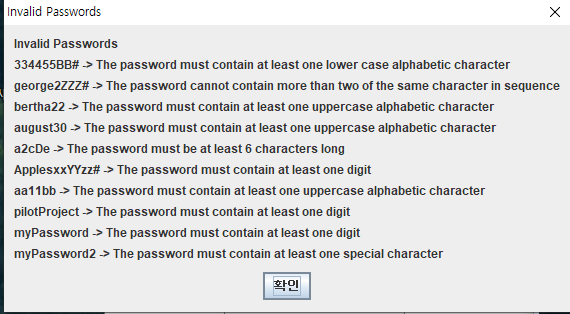 Invalid Passwords
Invalid Passwords
334455BB# -> The password must contain at least one lower case alphabetic character
george2ZZZ# -> The password cannot contain more than two of the same character in sequence
bertha22 -> The password must contain at least one uppercase alphabetic character
august30 -> The password must contain at least one uppercase alphabetic character
a2cDe -> The password must be at least 6 characters long
ApplesxxYYzz# -> The password must contain at least one digit
aa11bb -> The password must contain at least one uppercase alphabetic character
pilotProject -> The password must contain at least one digit
myPassword -> The password must contain at least one digit
myPassword2 -> The password must contain at least one special character
확인